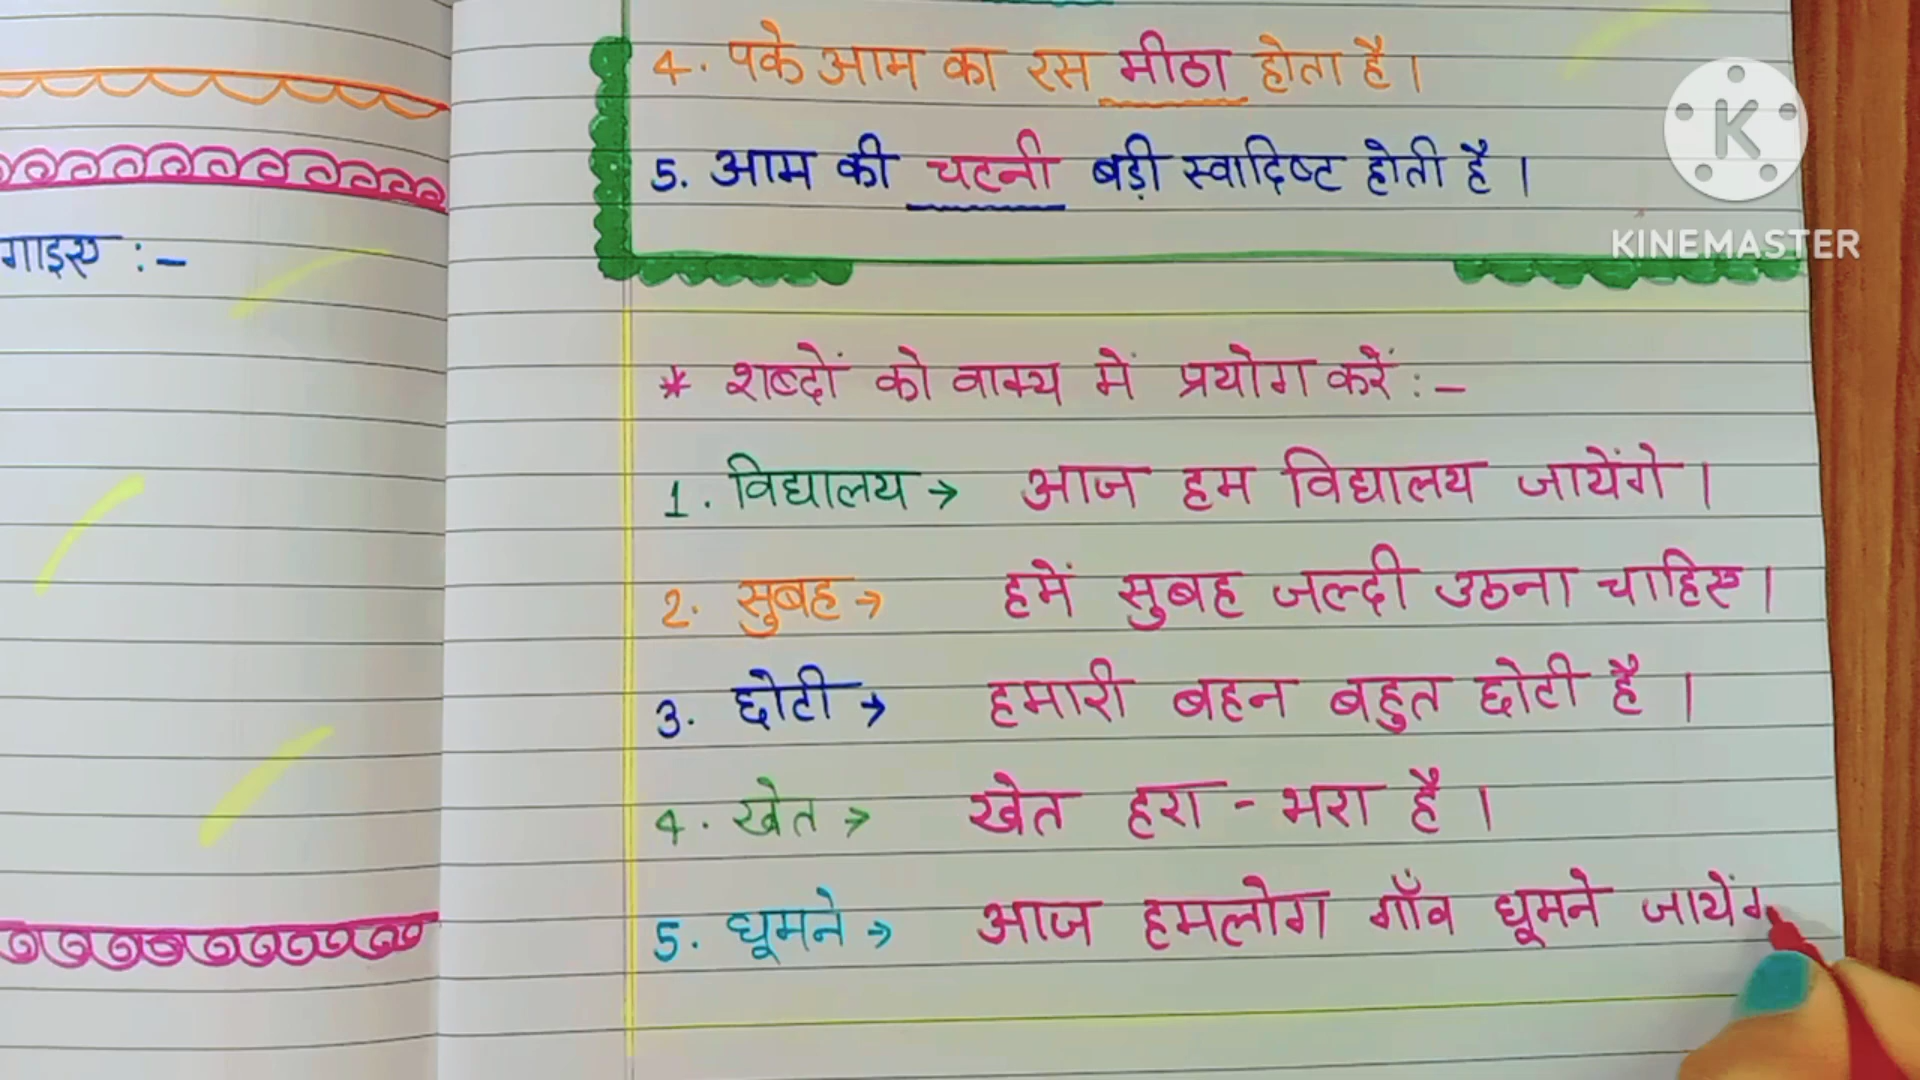 4. पके आम का रस मीठा होता है।
5. आम की चटनी बड़ी स्वादिष्ट होती है।
KINEMASTER
गाइए :-
* शब्दों को वाक्य में प्रयोग करें :-
1. विद्यालय → आज हम विद्यालय जायेंगे।
2. सुबह → हमें सुबह जल्दी उठना चाहिए।
3. छोटी → हमारी बहन बहुत छोटी है।
4. खेत → खेत हरा - भरा है।
5. घूमने → आज हमलोग गाँव घूमने जायेंग